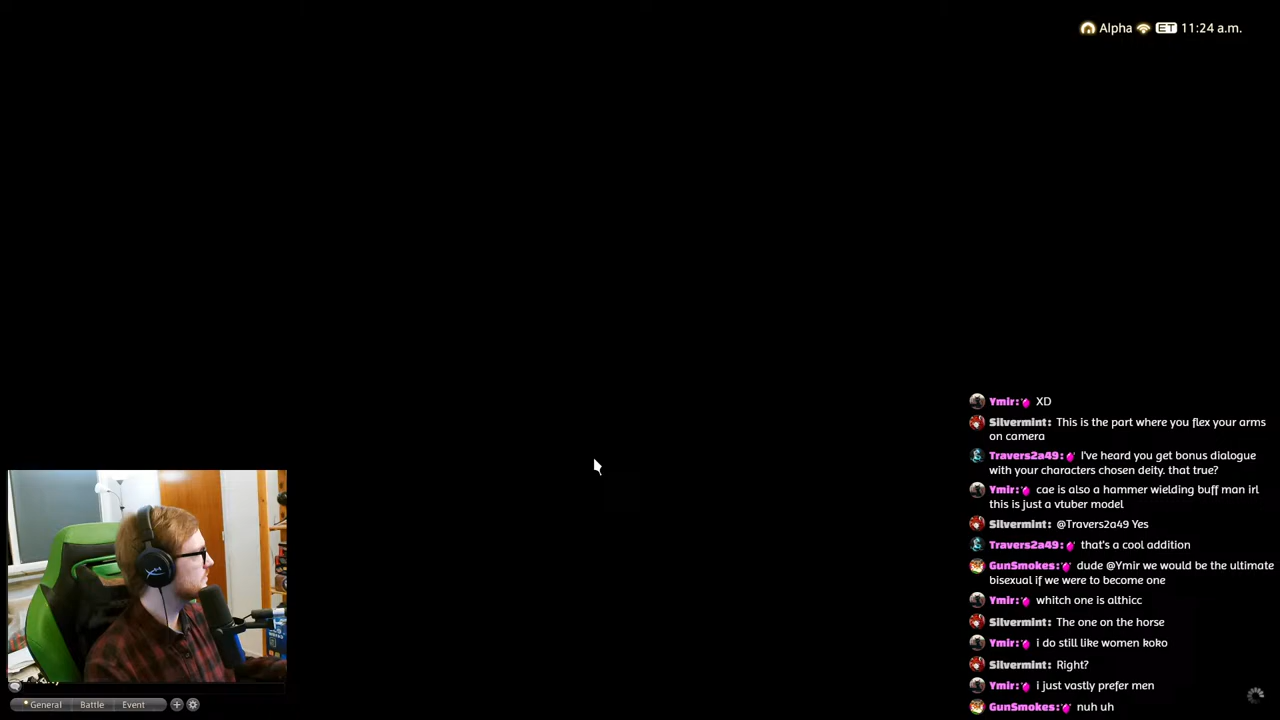 Alpha ET 11:24 a.m.
Ymir: XD
Silvermint: This is the part where you flex your arms
on camera
Travers2a49: I've heard you get bonus dialogue
with your characters chosen deity. that true?
Ymir: cae is also a hammer wielding buff man irl
this is just a vtuber model
Silvermint: @Travers2a49 Yes
Travers2a49: that's a cool addition
GunSmokes: dude @Ymir we would be the ultimate
bisexual if we were to become one
Ymir: whitch one is althicc
Silvermint: The one on the horse
Ymir: i do still like women koko
Silvermint: Right?
Ymir: i just vastly prefer men
GunSmokes: nuh uh
General Battle Event